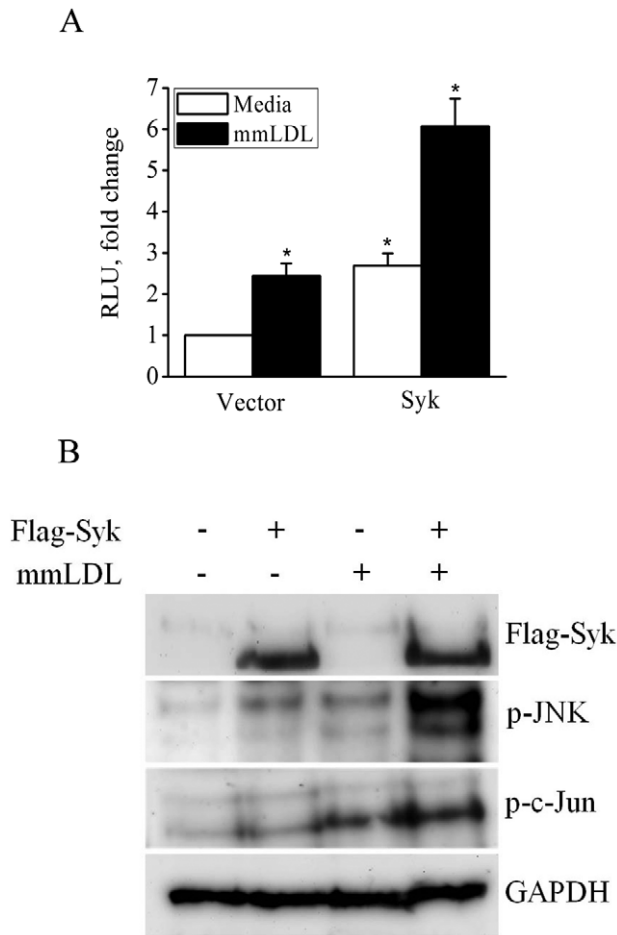 A
RLU, fold change
7
6
5
4
3
2
1
0
Media
mmLDL
*
*
*
Vector Syk
B
Flag-Syk - + - +
mmLDL - - + +
Flag-Syk
p-JNK
p-c-Jun
GAPDH